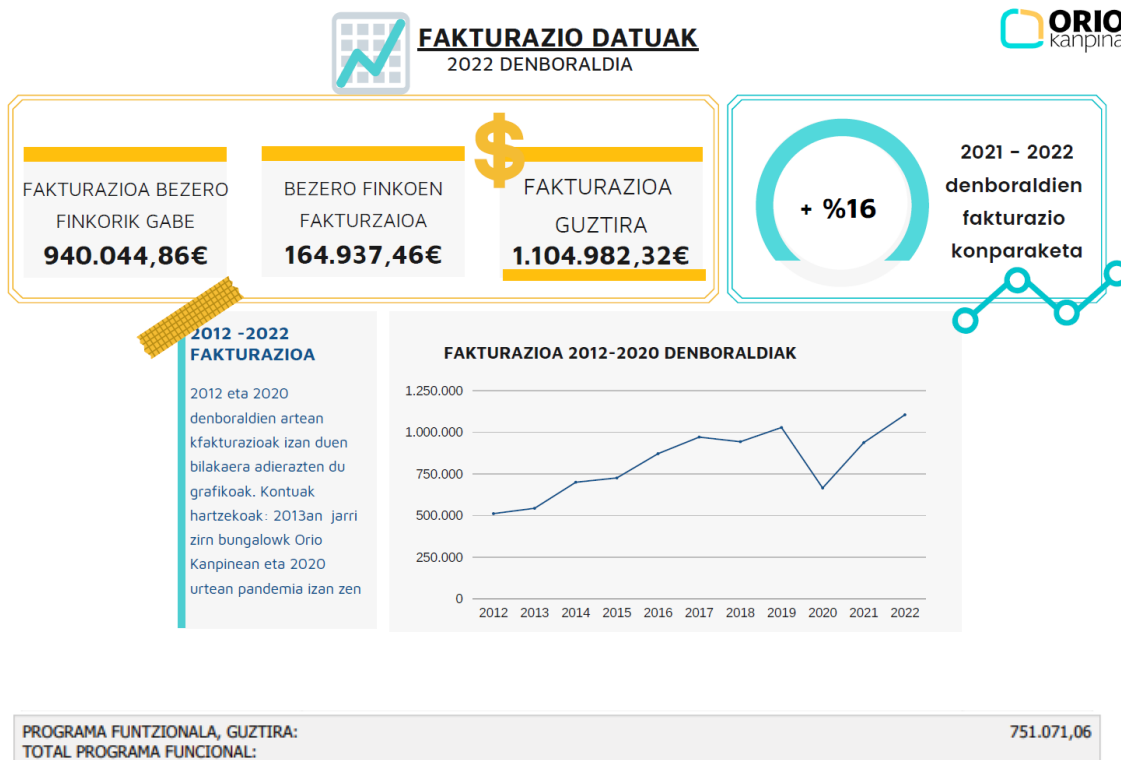 FAKTURAZIO DATUAK
2022 DENBORALDIA
ORIO
kanpina
$
FAKTURAZIOA BEZERO
FINKORIK GABE
940.044,86€
BEZERO FINKOEN
FAKTURZAIOA
164.937,46€
FAKTURAZIOA
GUZTIRA
1.104.982,32€
+ %16
2021 - 2022
denboraldien
fakturazio
konparaketa
2012 -2022
FAKTURAZIOA
2012 eta 2020
denboraldien artean
kfakturazioak izan duen
bilakaera adierazten du
grafikoak. Kontuak
hartzekoak: 2013an jarri
zirn bungalowk Orio
Kanpinean eta 2020
urtean pandemia izan zen
FAKTURAZIOA 2012-2020 DENBORALDIAK
1.250.000
1.000.000
750.000
500.000
250.000
0
2012 2013 2014 2015 2016 2017 2018 2019 2020 2021 2022
PROGRAMA FUNTZIONALA, GUZTIRA: 751.071,06
TOTAL PROGRAMA FUNCIONAL: